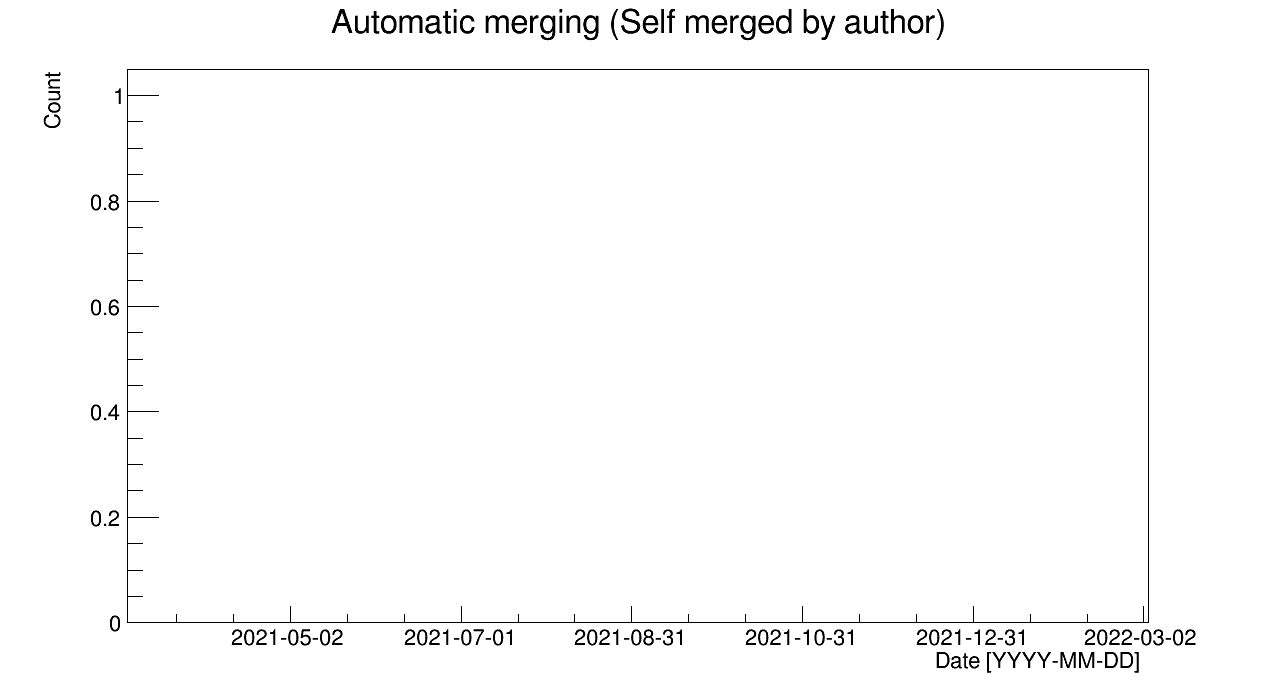 Automatic merging (Self merged by author)
Count
1
0.8
0.6
0.4
0.2
0
2021-05-02 2021-07-01 2021-08-31 2021-10-31 2021-12-31 2022-03-02
Date [YYYY-MM-DD]